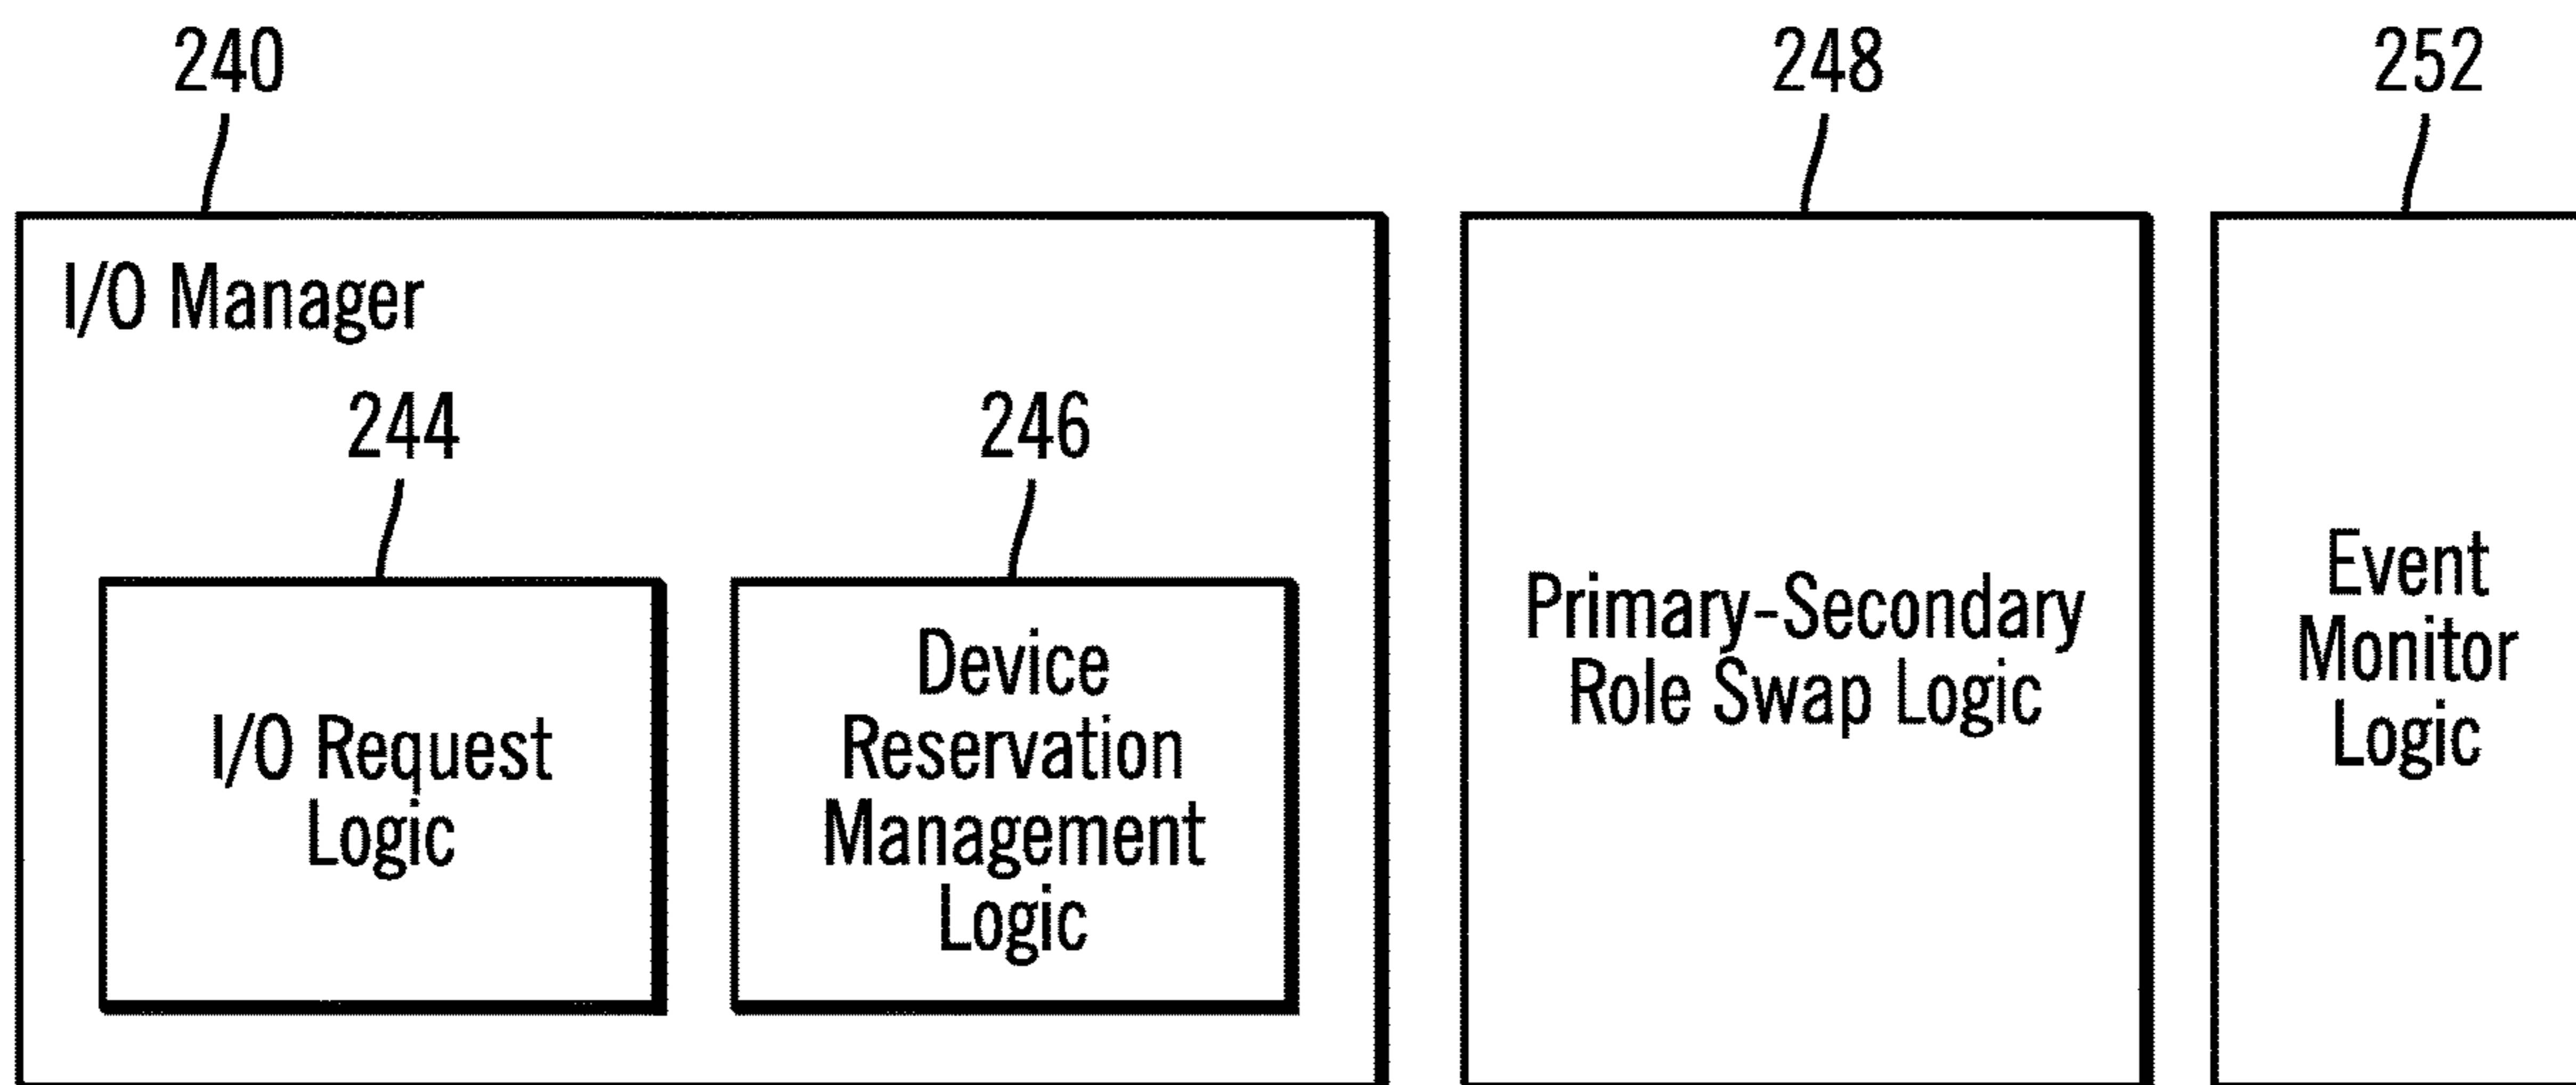 240
248
252
I/O Manager
244
246
I/O Request
Logic
Device
Reservation
Management
Logic
Primary-Secondary
Role Swap Logic
Event
Monitor
Logic